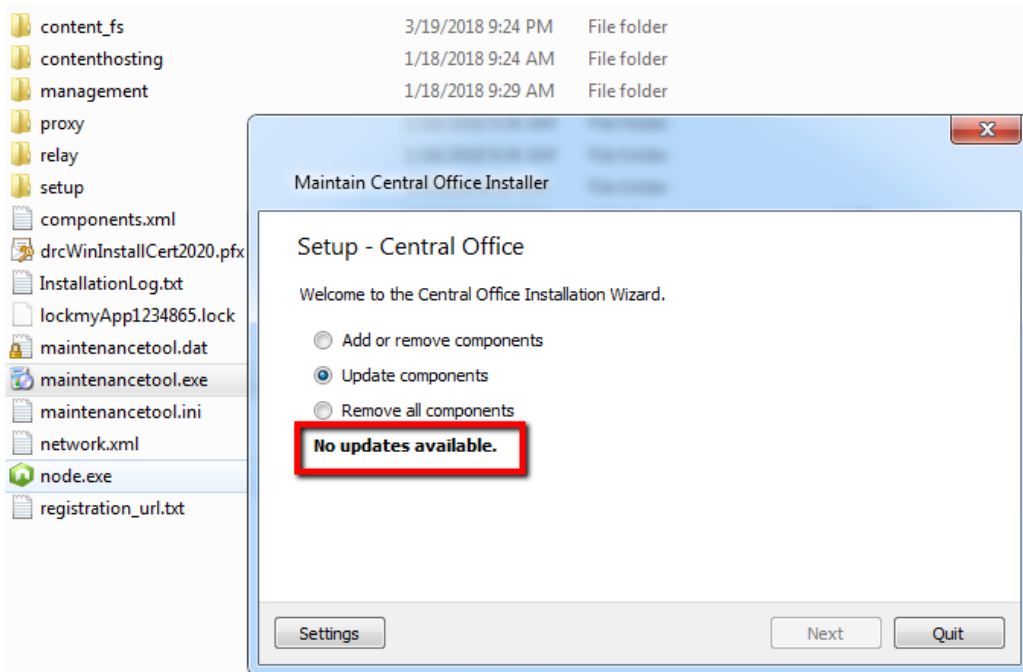 content_fs 3/19/2018 9:24 PM File folder
contenthosting 1/18/2018 9:24 AM File folder
management 1/18/2018 9:29 AM File folder
proxy
relay
setup
components.xml
drcWinInstallCert2020.pfx
InstallationLog.txt
lockmyApp1234865.lock
maintenancetool.dat
maintenancetool.exe
maintenancetool.ini
network.xml
node.exe
registration_url.txt
Maintain Central Office Installer
Setup - Central Office
Welcome to the Central Office Installation Wizard.
Add or remove components
Update components
Remove all components
No updates available.
Settings Next Quit